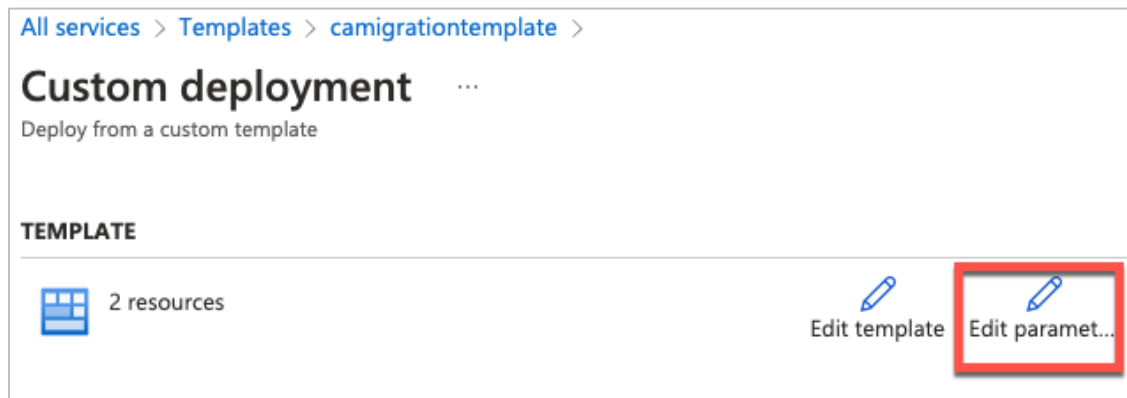 All services > Templates > camigrationtemplate >
Custom deployment ...
Deploy from a custom template
TEMPLATE
2 resources
Edit template
Edit paramet...